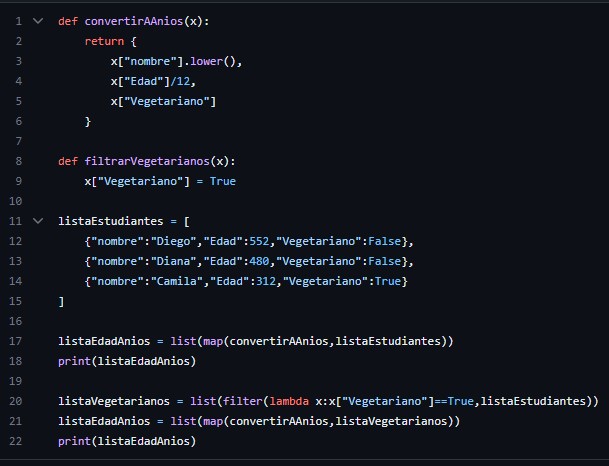 1 def convertirAAnios(x):
2     return {
3         x["nombre"].lower(),
4         x["Edad"]/12,
5         x["Vegetariano"]
6     }
7
8 def filtrarVegetarianos(x):
9     x["Vegetariano"] = True
10
11 listaEstudiantes = [
12     {"nombre":"Diego","Edad":552,"Vegetariano":False},
13     {"nombre":"Diana","Edad":480,"Vegetariano":False},
14     {"nombre":"Camila","Edad":312,"Vegetariano":True}
15 ]
16
17 listaEdadAnios = list(map(convertirAAnios,listaEstudiantes))
18 print(listaEdadAnios)
19
20 listaVegetarianos = list(filter(lambda x:x["Vegetariano"]==True,listaEstudiantes))
21 listaEdadAnios = list(map(convertirAAnios,listaVegetarianos))
22 print(listaEdadAnios)